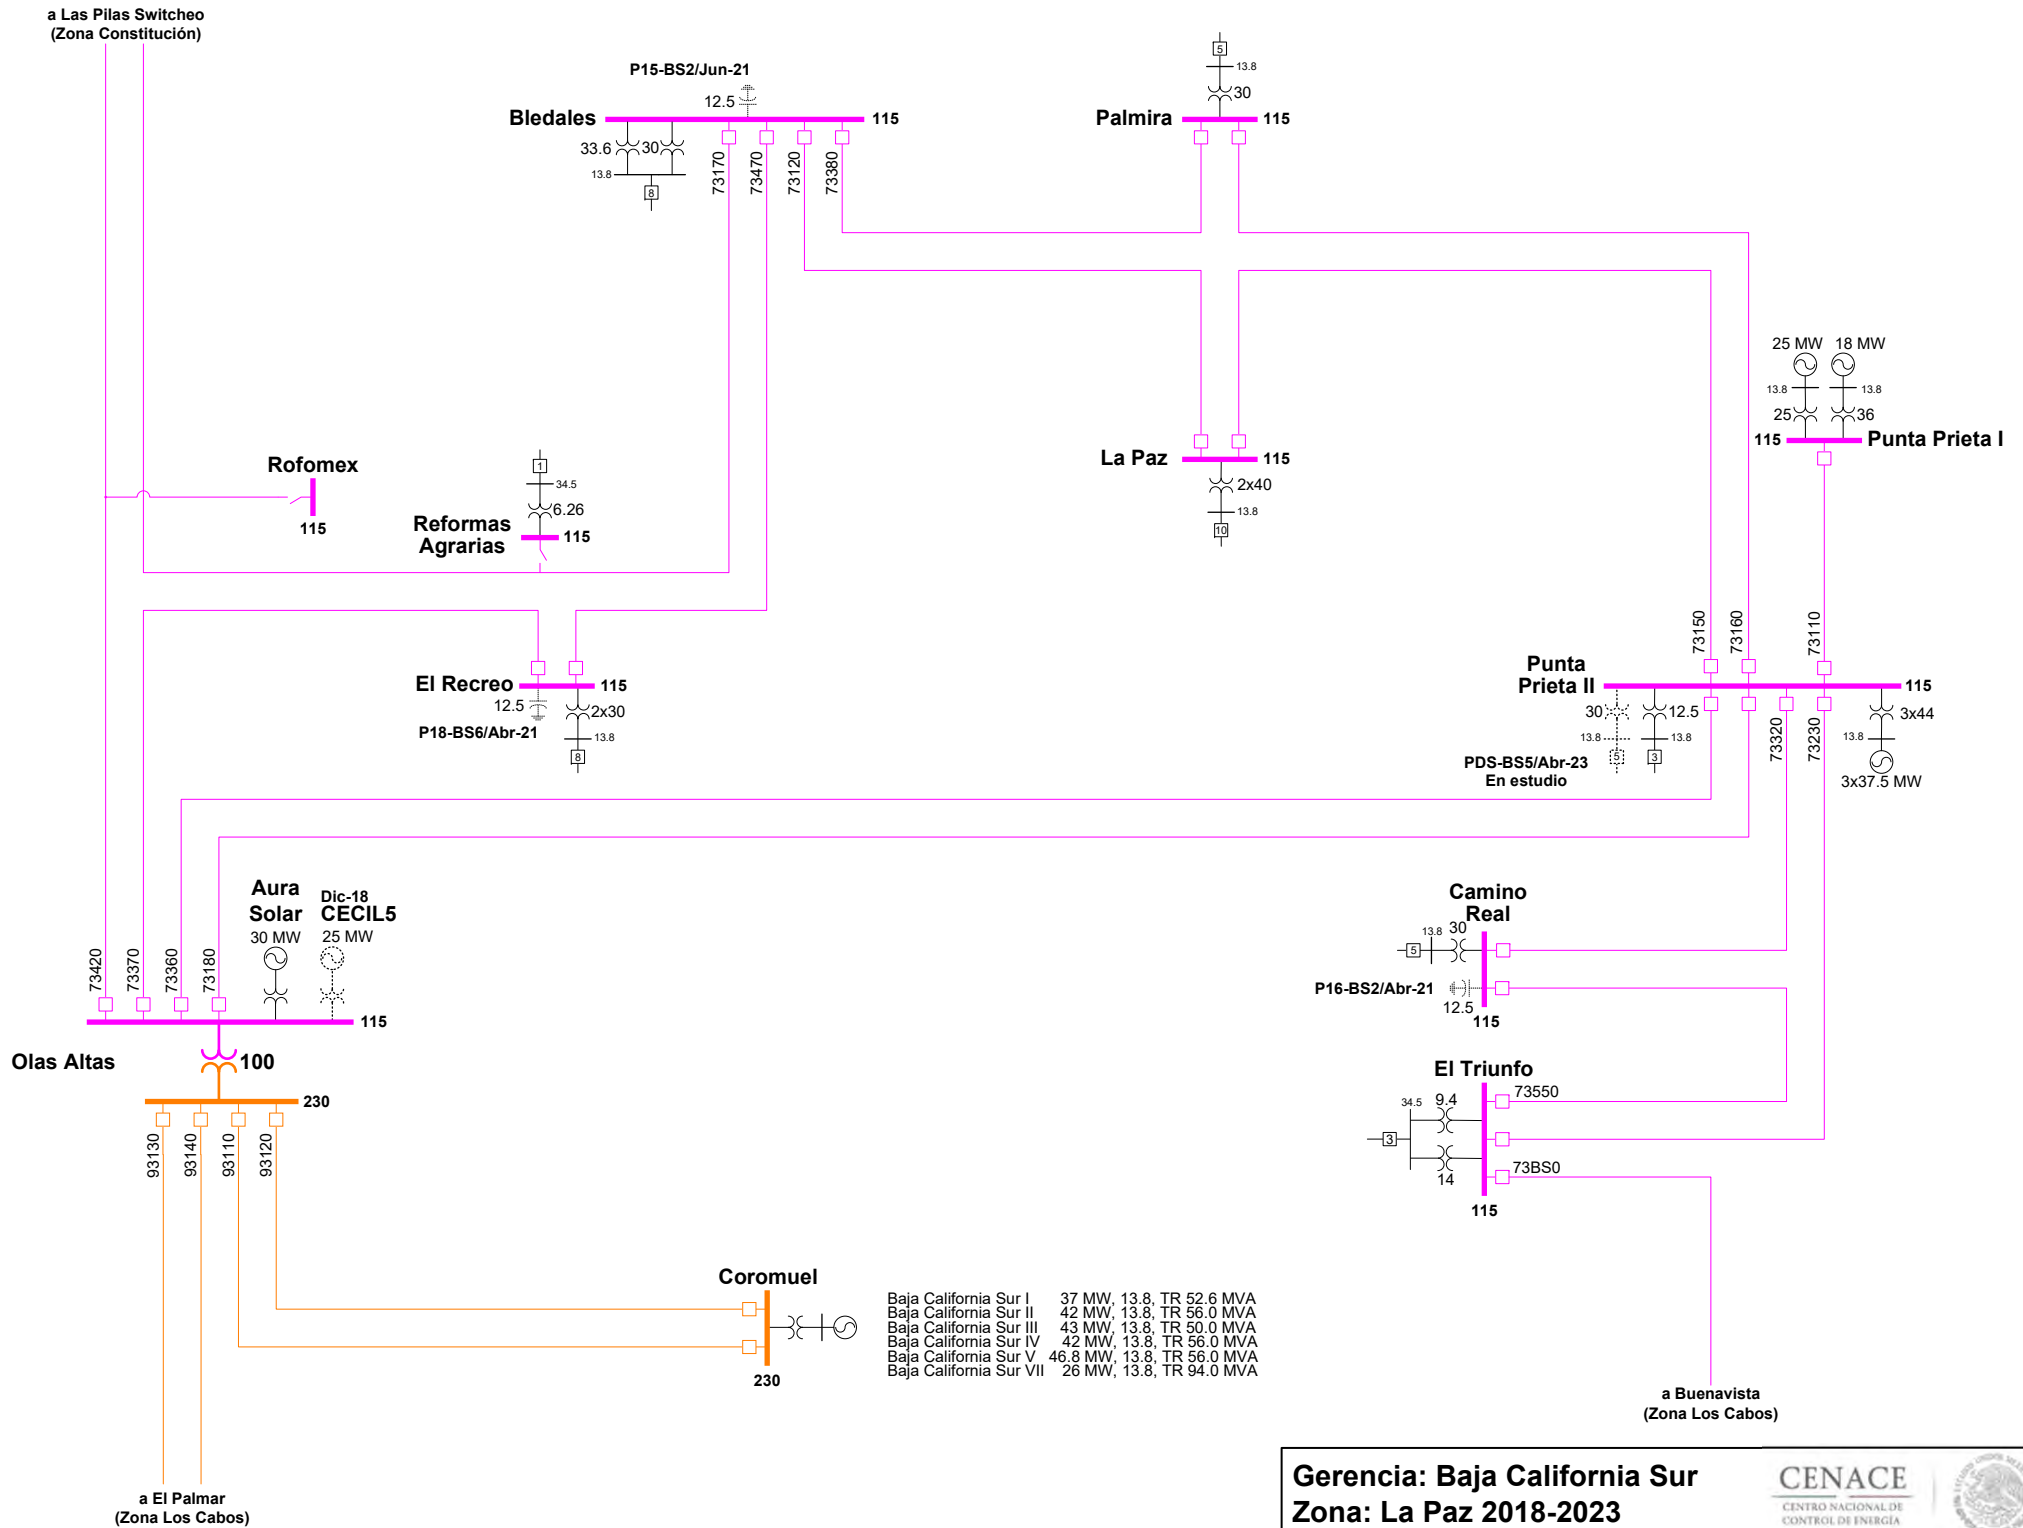 a Las Pilas Switcheo
(Zona Constitución)
P15-BS2/Jun-21
12.5
Bledales
115
33.6
30
13.8
8
73170
73470
73120
73380
5
13.8
30
Palmira
115
25 MW
18 MW
13.8
13.8
25
36
115
Punta Prieta I
La Paz
115
2x40
13.8
10
Rofomex
115
1
34.5
6.26
Reformas
Agrarias
115
El Recreo
115
12.5
2x30
P18-BS6/Abr-21
13.8
8
73150
73160
73110
Punta
Prieta II
115
30
12.5
13.8
13.8
5
3
PDS-BS5/Abr-23
En estudio
73320
73230
3x44
13.8
3x37.5 MW
Aura
Solar
30 MW
Dic-18
CECIL5
25 MW
73420
73370
73360
73180
115
Olas Altas
100
230
93130
93140
93110
93120
Camino
Real
30
13.8
5
P16-BS2/Abr-21
12.5
115
El Triunfo
73550
34.5
9.4
3
14
73BS0
115
Coromuel
230
Baja California Sur I 37 MW, 13.8, TR 52.6 MVA
Baja California Sur II 42 MW, 13.8, TR 56.0 MVA
Baja California Sur III 43 MW, 13.8, TR 50.0 MVA
Baja California Sur IV 42 MW, 13.8, TR 56.0 MVA
Baja California Sur V 46.8 MW, 13.8, TR 56.0 MVA
Baja California Sur VII 26 MW, 13.8, TR 94.0 MVA
a Buenavista
(Zona Los Cabos)
a El Palmar
(Zona Los Cabos)
Gerencia: Baja California Sur
Zona: La Paz 2018-2023
CENACE
CENTRO NACIONAL DE
CONTROL DE ENERGÍA